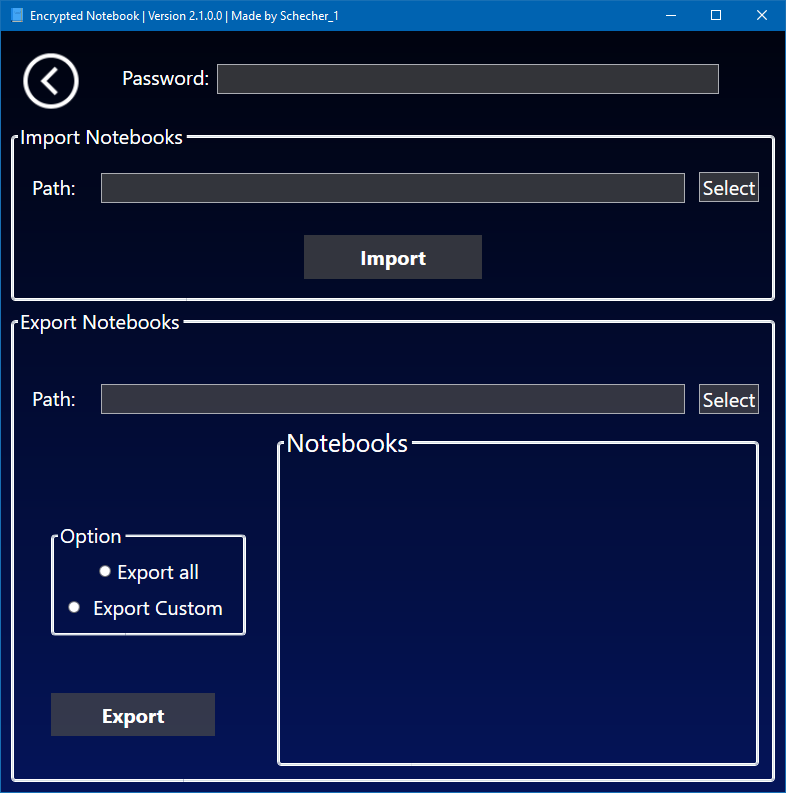 Encrypted Notebook | Version 2.1.0.0 | Made by Schecher_1
Password:
Import Notebooks
Path:
Select
Import
Export Notebooks
Path:
Select
Notebooks
Option
Export all
Export Custom
Export